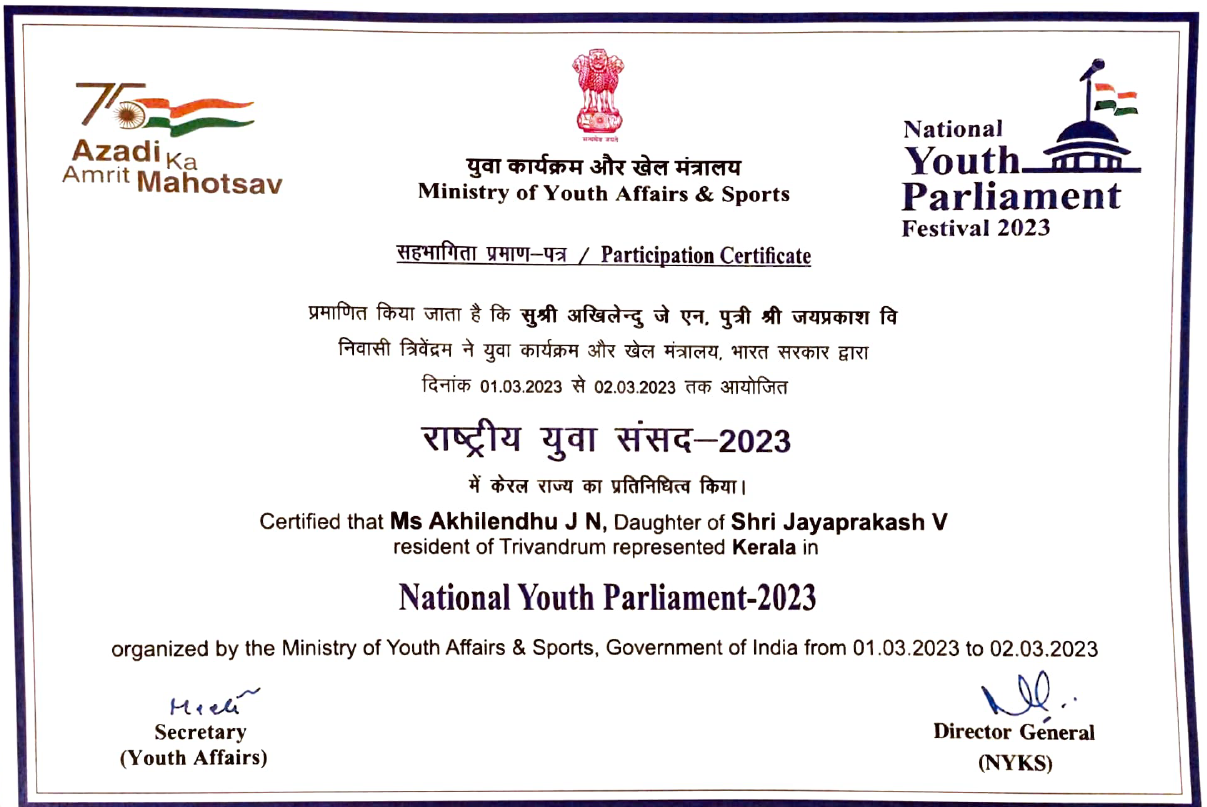 75
Azadi Ka
Amrit Mahotsav
सत्यमेव जयते
युवा कार्यक्रम और खेल मंत्रालय
Ministry of Youth Affairs & Sports
National
Youth
Parliament
Festival 2023
सहभागिता प्रमाण–पत्र / Participation Certificate
प्रमाणित किया जाता है कि सुश्री अखिलेन्दु जे एन, पुत्री श्री जयप्रकाश वि
निवासी त्रिवेंद्रम ने युवा कार्यक्रम और खेल मंत्रालय, भारत सरकार द्वारा
दिनांक 01.03.2023 से 02.03.2023 तक आयोजित
राष्ट्रीय युवा संसद–2023
में केरल राज्य का प्रतिनिधित्व किया।
Certified that Ms Akhilendhu J N, Daughter of Shri Jayaprakash V
resident of Trivandrum represented Kerala in
National Youth Parliament-2023
organized by the Ministry of Youth Affairs & Sports, Government of India from 01.03.2023 to 02.03.2023
Secretary
(Youth Affairs)
Director General
(NYKS)